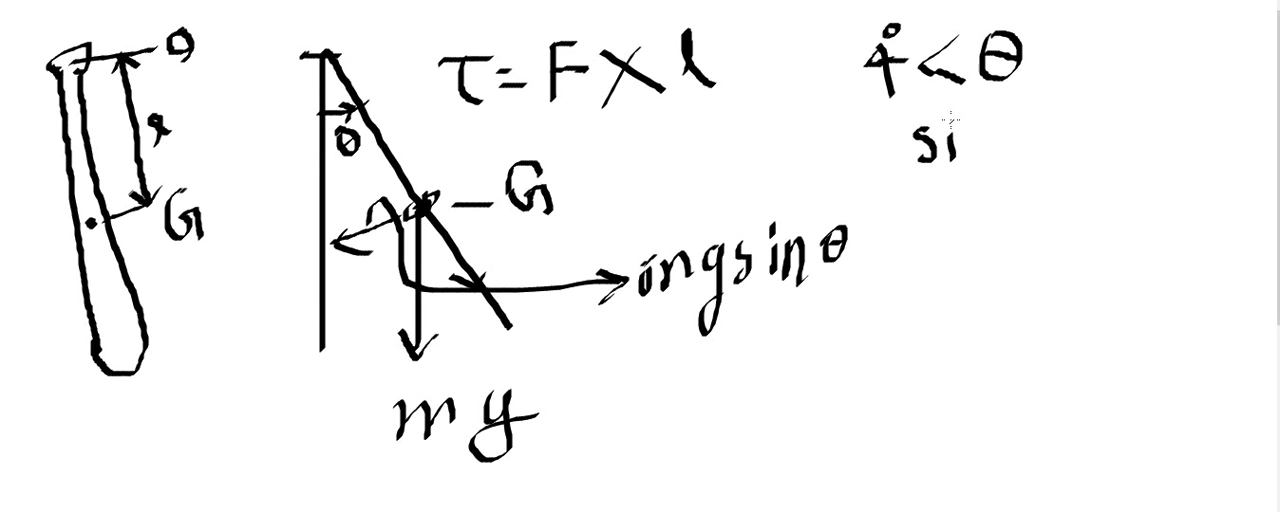 O
l
G
θ
τ = F × l
G
mg sin θ
mg
i < θ
si